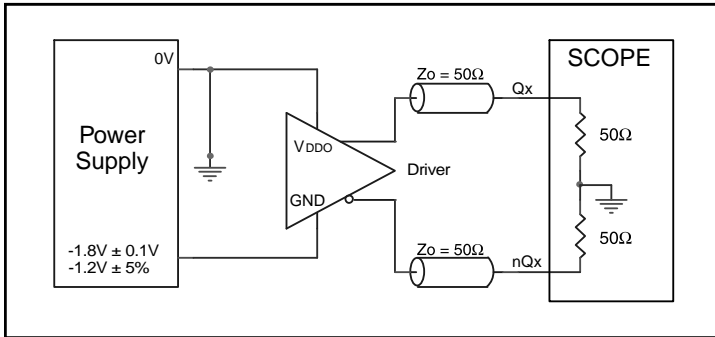 0V
Power
Supply
-1.8V ± 0.1V
-1.2V ± 5%
VDDO
GND
Driver
Zo = 50Ω
Qx
Zo = 50Ω
nQx
SCOPE
50Ω
50Ω